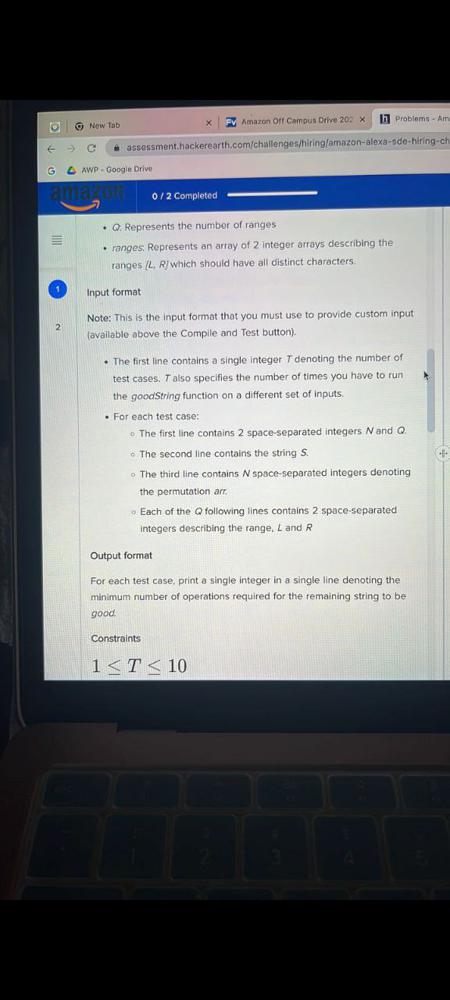 New Tab
Amazon Off Campus Drive 202
Problems - Am
assessment.hackerearth.com/challenges/hiring/amazon-alexa-sde-hiring-ch
AWP - Google Drive
amazon
0 / 2 Completed
• Q: Represents the number of ranges
• ranges: Represents an array of 2 integer arrays describing the
ranges [L, R] which should have all distinct characters.
1
Input format
Note: This is the input format that you must use to provide custom input
2
(available above the Compile and Test button).
• The first line contains a single integer T denoting the number of
test cases. T also specifies the number of times you have to run
the goodString function on a different set of inputs.
• For each test case:
○ The first line contains 2 space-separated integers N and Q.
○ The second line contains the string S.
○ The third line contains N space-separated integers denoting
the permutation arr.
○ Each of the Q following lines contains 2 space-separated
integers describing the range, L and R
Output format
For each test case, print a single integer in a single line denoting the
minimum number of operations required for the remaining string to be
good.
Constraints
1 ≤ T ≤ 10